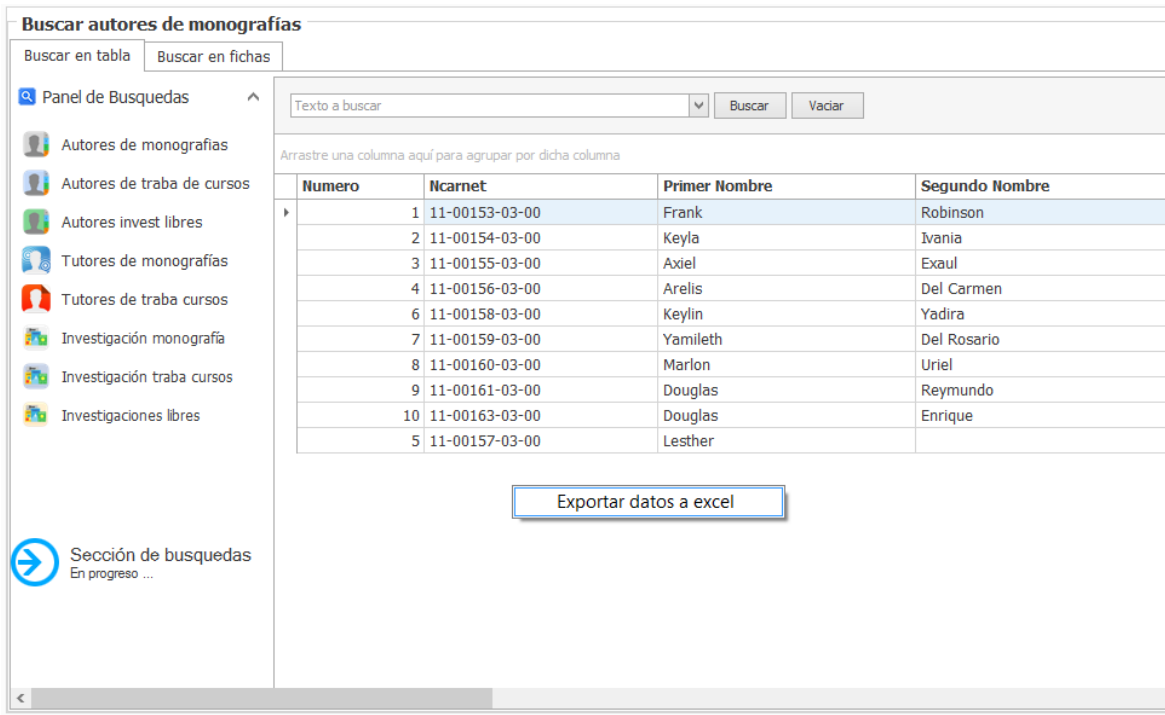 Buscar autores de monografías
Buscar en tabla Buscar en fichas
Panel de Busquedas
Autores de monografias
Autores de traba de cursos
Autores invest libres
Tutores de monografías
Tutores de traba cursos
Investigación monografía
Investigación traba cursos
Investigaciones libres
Sección de busquedas
En progreso ...
Texto a buscar Buscar Vaciar
Arrastre una columna aquí para agrupar por dicha columna
Numero Ncarnet Primer Nombre Segundo Nombre
1 11-00153-03-00 Frank Robinson
2 11-00154-03-00 Keyla Ivania
3 11-00155-03-00 Axiel Exaul
4 11-00156-03-00 Arelis Del Carmen
6 11-00158-03-00 Keylin Yadira
7 11-00159-03-00 Yamileth Del Rosario
8 11-00160-03-00 Marlon Uriel
9 11-00161-03-00 Douglas Reymundo
10 11-00163-03-00 Douglas Enrique
5 11-00157-03-00 Lesther
Exportar datos a excel